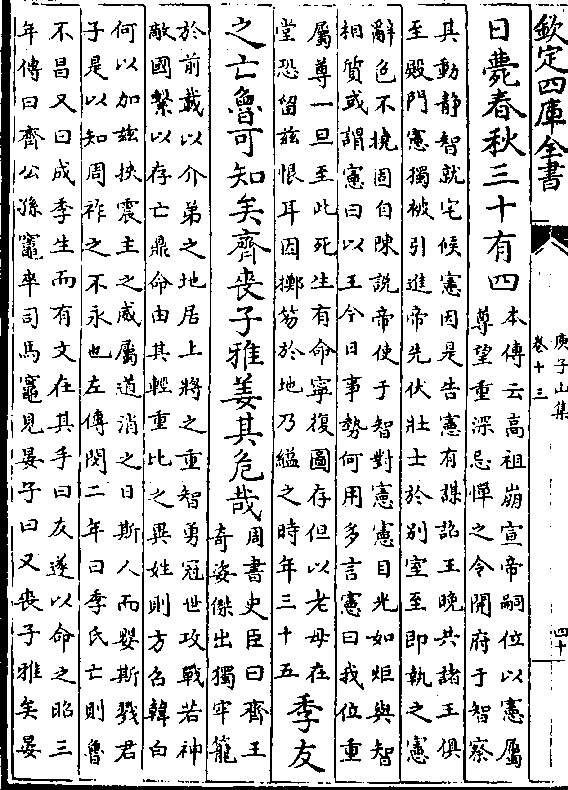 欽定四庫全書
庚子山集
卷十三
四十
日薨春秋三十有四
本傳云高祖崩宣帝嗣位以憲屬
尊望重深忌憚之令開府于智察
其動静智就宅候憲因是告憲有謀詔王晚共諸王俱
至殿門憲獨被引進帝先伏壯士於别室至即執之憲
辭色不撓固自陳說帝使于智對憲憲目光如炬與智
相質或謂憲曰以王今日事勢何用多言憲曰我位重
屬尊一旦至此死生有命寧復圖存但以老母在
堂恐留兹恨耳因擲笏於地乃縊之時年三十五
季友
之亡魯可知矣齊喪子雅姜其危哉
周書史臣曰齊王
奇姿傑出獨牢籠
於前載以介弟之地居上將之重智勇冠世攻戰若神
敵國繫以存亡鼎命由其輕重比之異姓則方召韓白
何以加兹挾震主之威屬道消之日斯人而嬰斯戮君
子是以知周祚之不永也左傳閔二年曰季氏亡則魯
不昌又曰成季生而有文在其手曰友遂以命之昭三
年傳曰齊公孫竈卒司馬竈見晏子曰又喪子雅矣晏